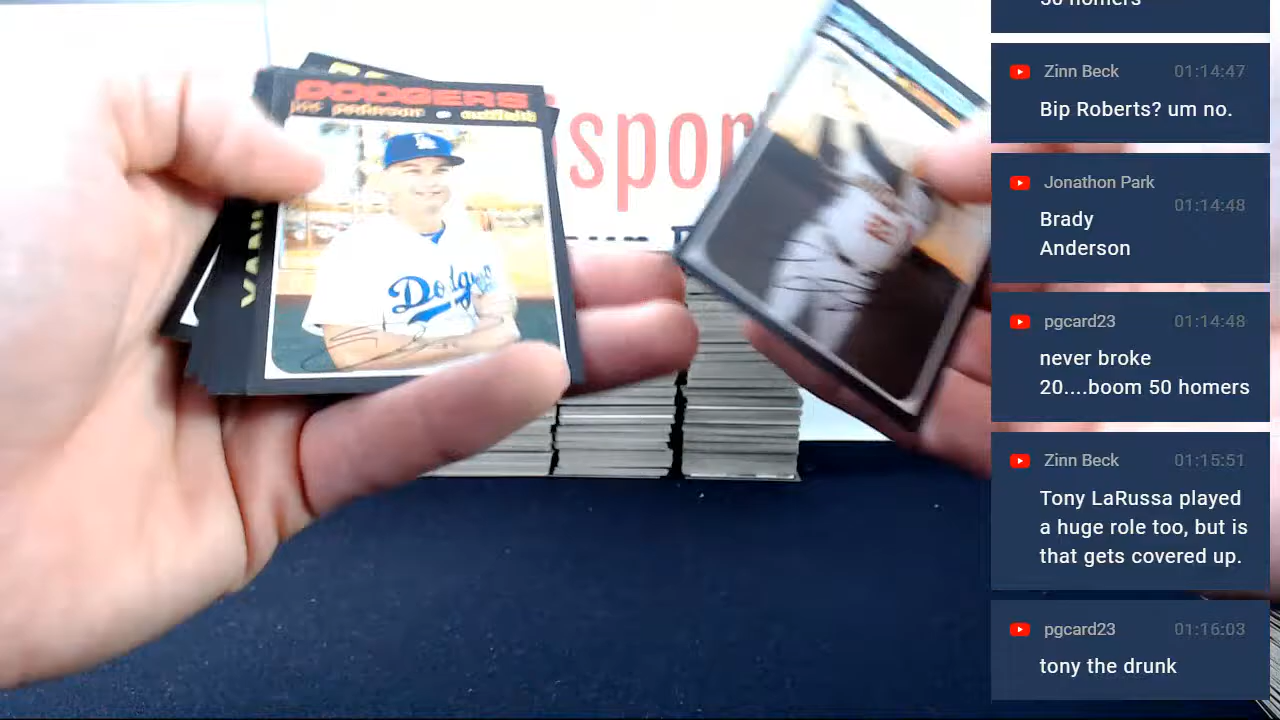 DODGERS
joc pederson • outfield
Dodgers
LA
spor
50 homers
Zinn Beck 01:14:47
Bip Roberts? um no.
Jonathon Park
01:14:48
Brady
Anderson
pgcard23 01:14:48
never broke
20....boom 50 homers
Zinn Beck 01:15:51
Tony LaRussa played
a huge role too, but is
that gets covered up.
pgcard23 01:16:03
tony the drunk